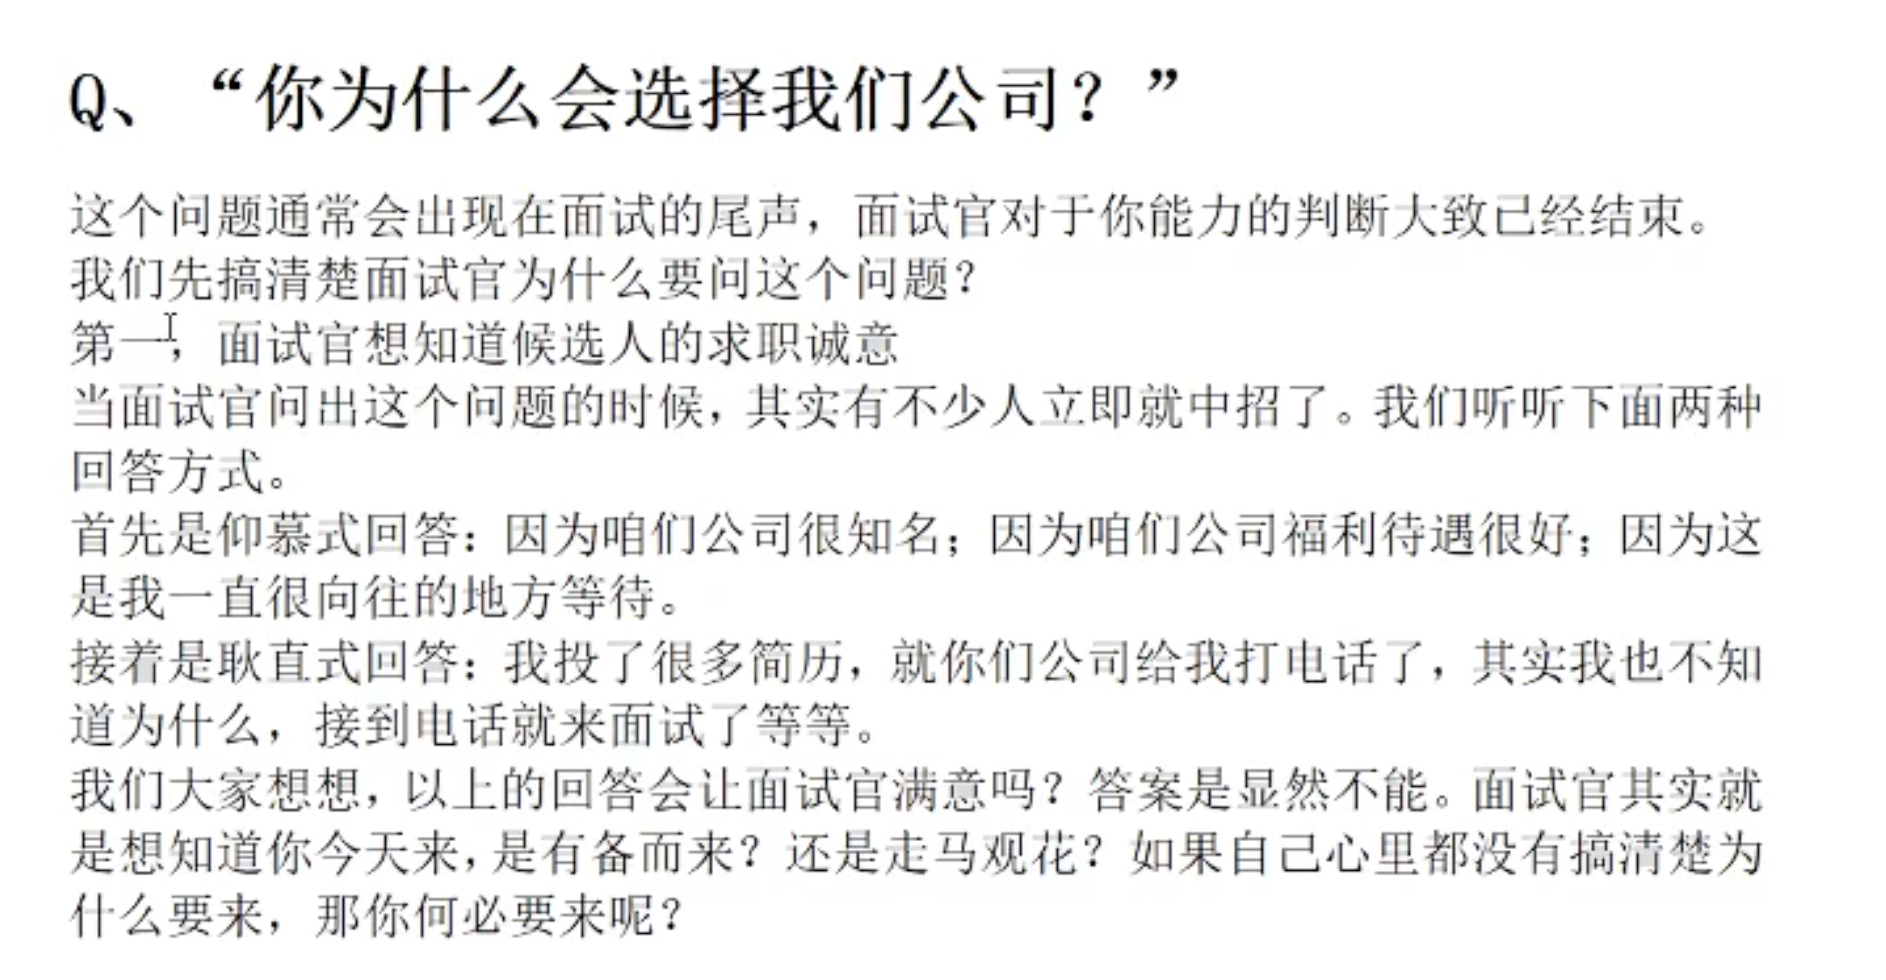 Q、“你为什么会选择我们公司？”
这个问题通常会出现在面试的尾声，面试官对于你能力的判断大致已经结束。
我们先搞清楚面试官为什么要问这个问题？
第一，面试官想知道候选人的求职诚意
当面试官问出这个问题的时候，其实有不少人立即就中招了。我们听听下面两种
回答方式。
首先是仰慕式回答：因为咱们公司很知名；因为咱们公司福利待遇很好；因为这
是我一直很向往的地方等待。
接着是耿直式回答：我投了很多简历，就你们公司给我打电话了，其实我也不知
道为什么，接到电话就来面试了等等。
我们大家想想，以上的回答会让面试官满意吗？答案是显然不能。面试官其实就
是想知道你今天来，是有备而来？还是走马观花？如果自己心里都没有搞清楚为
什么要来，那你何必要来呢？